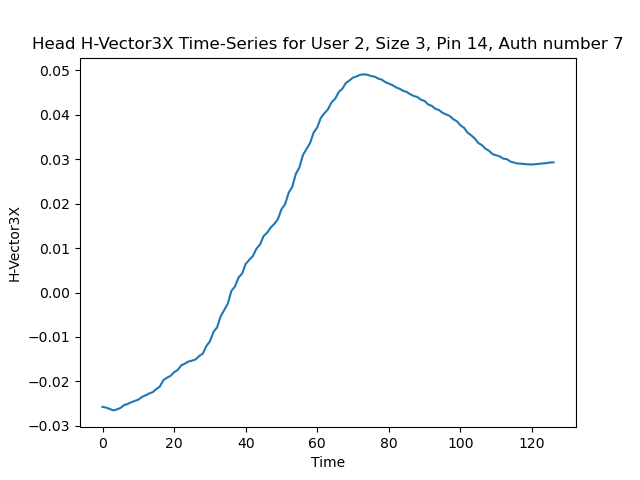 Head H-Vector3X Time-Series for User 2, Size 3, Pin 14, Auth number 7
0.05
0.04
0.03
0.02
0.01
0.00
−0.01
−0.02
−0.03
H-Vector3X
0 20 40 60 80 100 120
Time